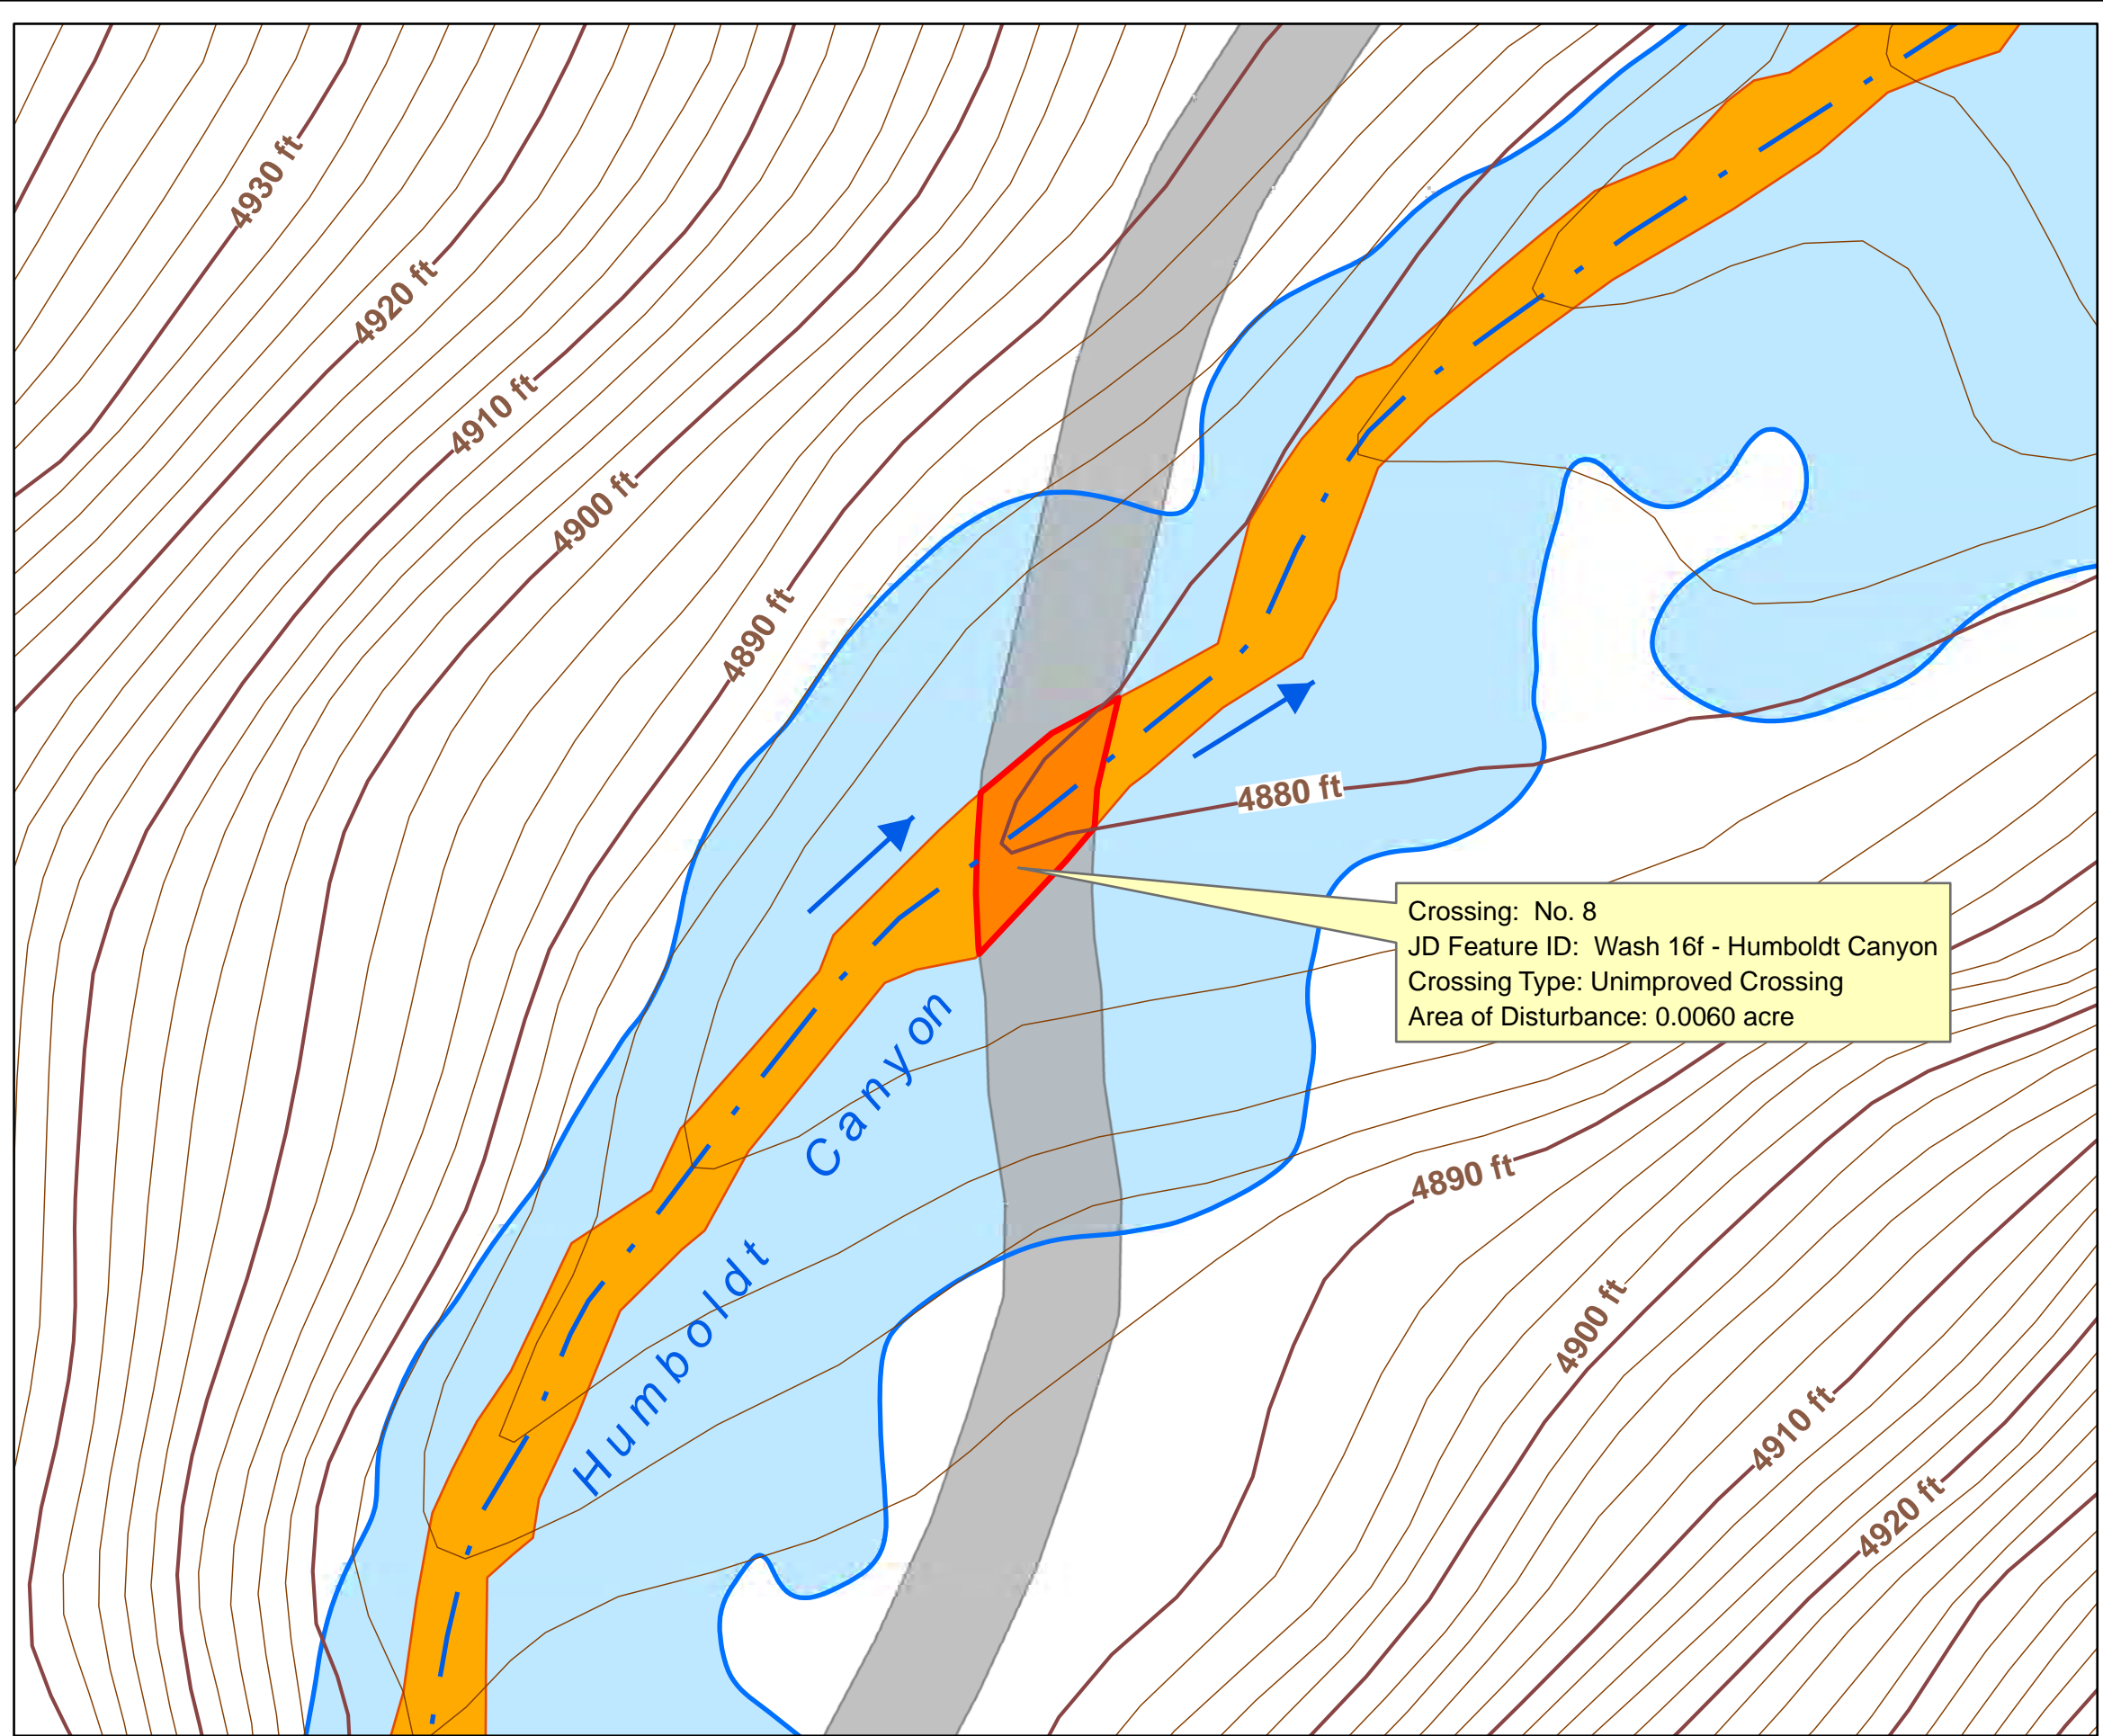 4930 ft
4920 ft
4910 ft
4900 ft
4890 ft
4880 ft
Crossing: No. 8
JD Feature ID: Wash 16f - Humboldt Canyon
Crossing Type: Unimproved Crossing
Area of Disturbance: 0.0060 acre
Humboldt Canyon
4890 ft
4900 ft
4910 ft
4920 ft